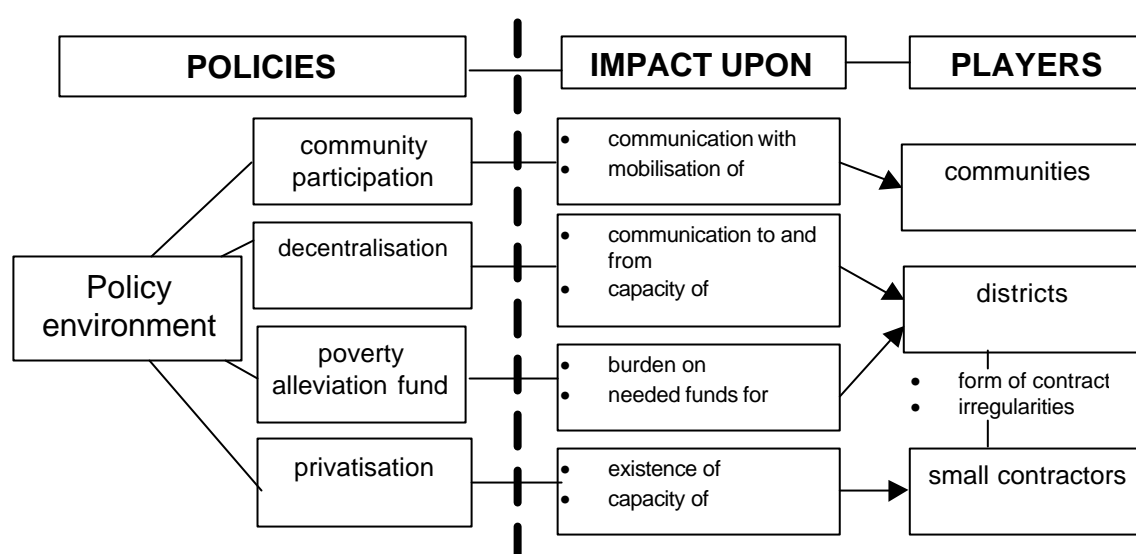 POLICIES
IMPACT UPON
PLAYERS
community
participation
• communication with
• mobilisation of
communities
decentralisation
• communication to and
from
• capacity of
districts
Policy
environment
poverty
alleviation fund
• burden on
• needed funds for
• form of contract
• irregularities
privatisation
• existence of
• capacity of
small contractors